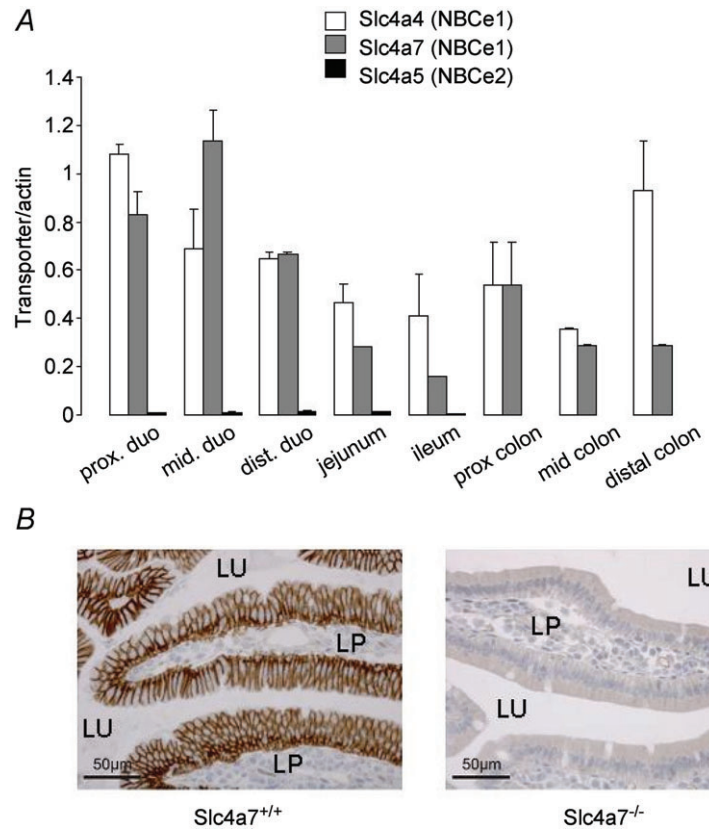 A
Slc4a4 (NBCe1)
Slc4a7 (NBCe1)
Slc4a5 (NBCe2)
Transporter/actin
1.4
1.2
1
0.8
0.6
0.4
0.2
0
prox. duo
mid. duo
dist. duo
jejunum
ileum
prox colon
mid colon
distal colon
B
LU
LP
LU
LP
50µm
Slc4a7+/+
LU
LP
LU
50µm
Slc4a7-/-